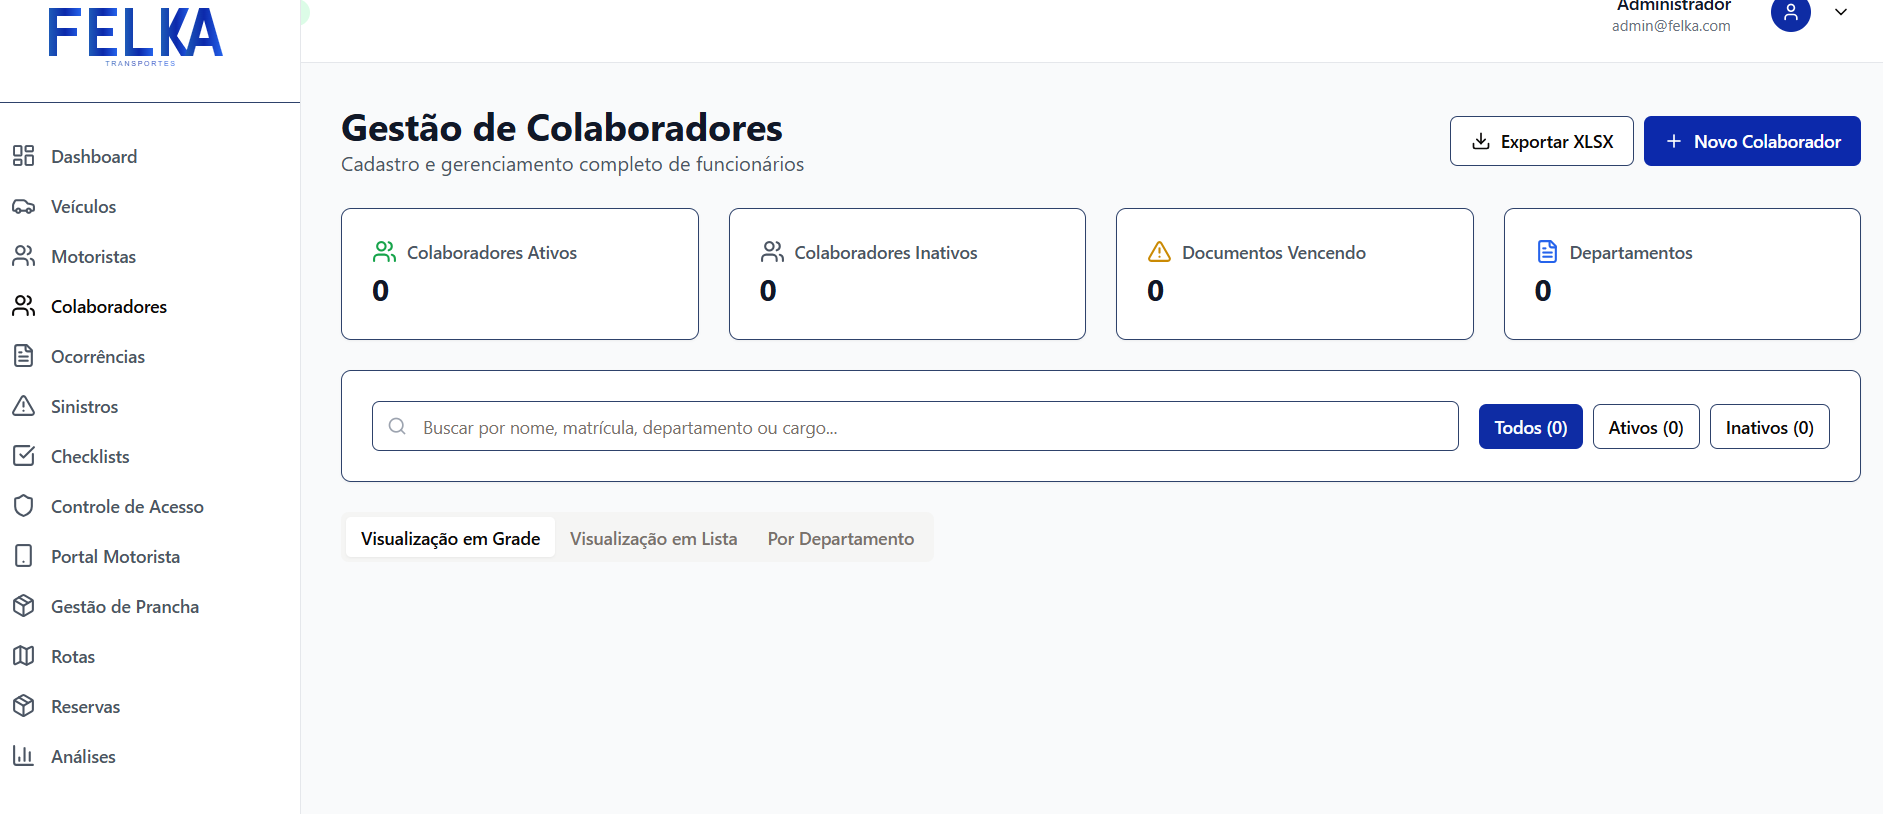 FELKA
TRANSPORTES
Administrador
admin@felka.com
Dashboard
Veículos
Motoristas
Colaboradores
Ocorrências
Sinistros
Checklists
Controle de Acesso
Portal Motorista
Gestão de Prancha
Rotas
Reservas
Análises
Gestão de Colaboradores
Cadastro e gerenciamento completo de funcionários
Exportar XLSX
Novo Colaborador
Colaboradores Ativos
0
Colaboradores Inativos
0
Documentos Vencendo
0
Departamentos
0
Buscar por nome, matrícula, departamento ou cargo...
Todos (0)
Ativos (0)
Inativos (0)
Visualização em Grade
Visualização em Lista
Por Departamento